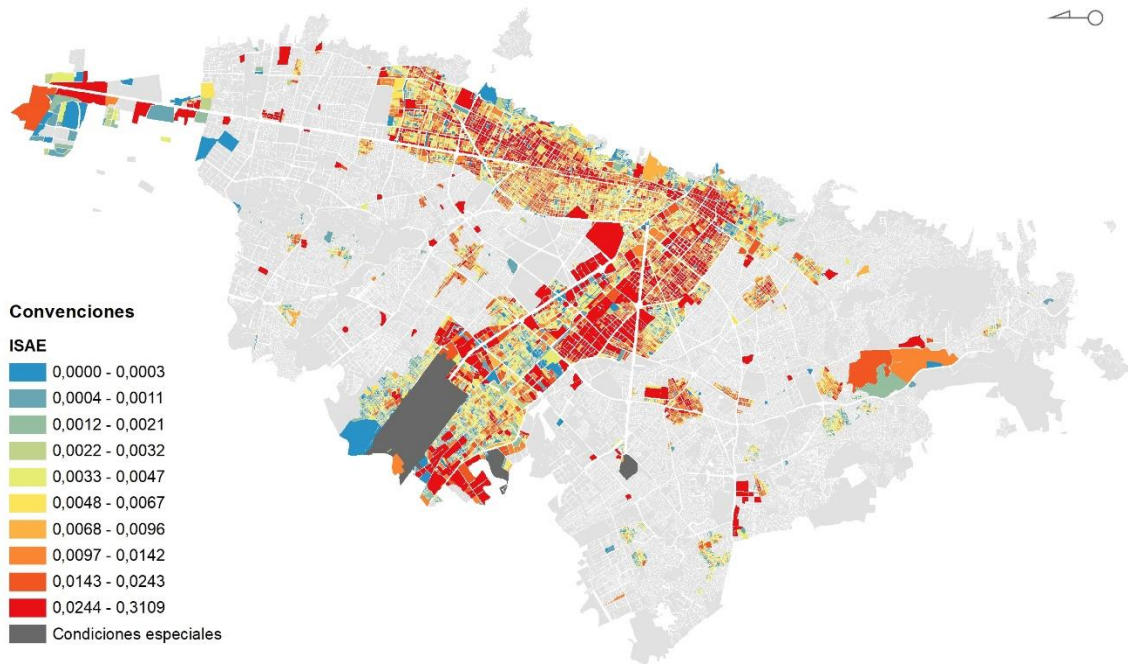 Convenciones
ISAE
0,0000 - 0,0003
0,0004 - 0,0011
0,0012 - 0,0021
0,0022 - 0,0032
0,0033 - 0,0047
0,0048 - 0,0067
0,0068 - 0,0096
0,0097 - 0,0142
0,0143 - 0,0243
0,0244 - 0,3109
Condiciones especiales